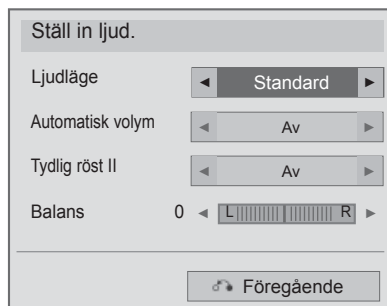 Ställ in ljud.
Ljudläge ◄ Standard ►
Automatisk volym ◄ Av ►
Tydlig röst II ◄ Av ►
Balans 0 ◄ L R ►
Föregående